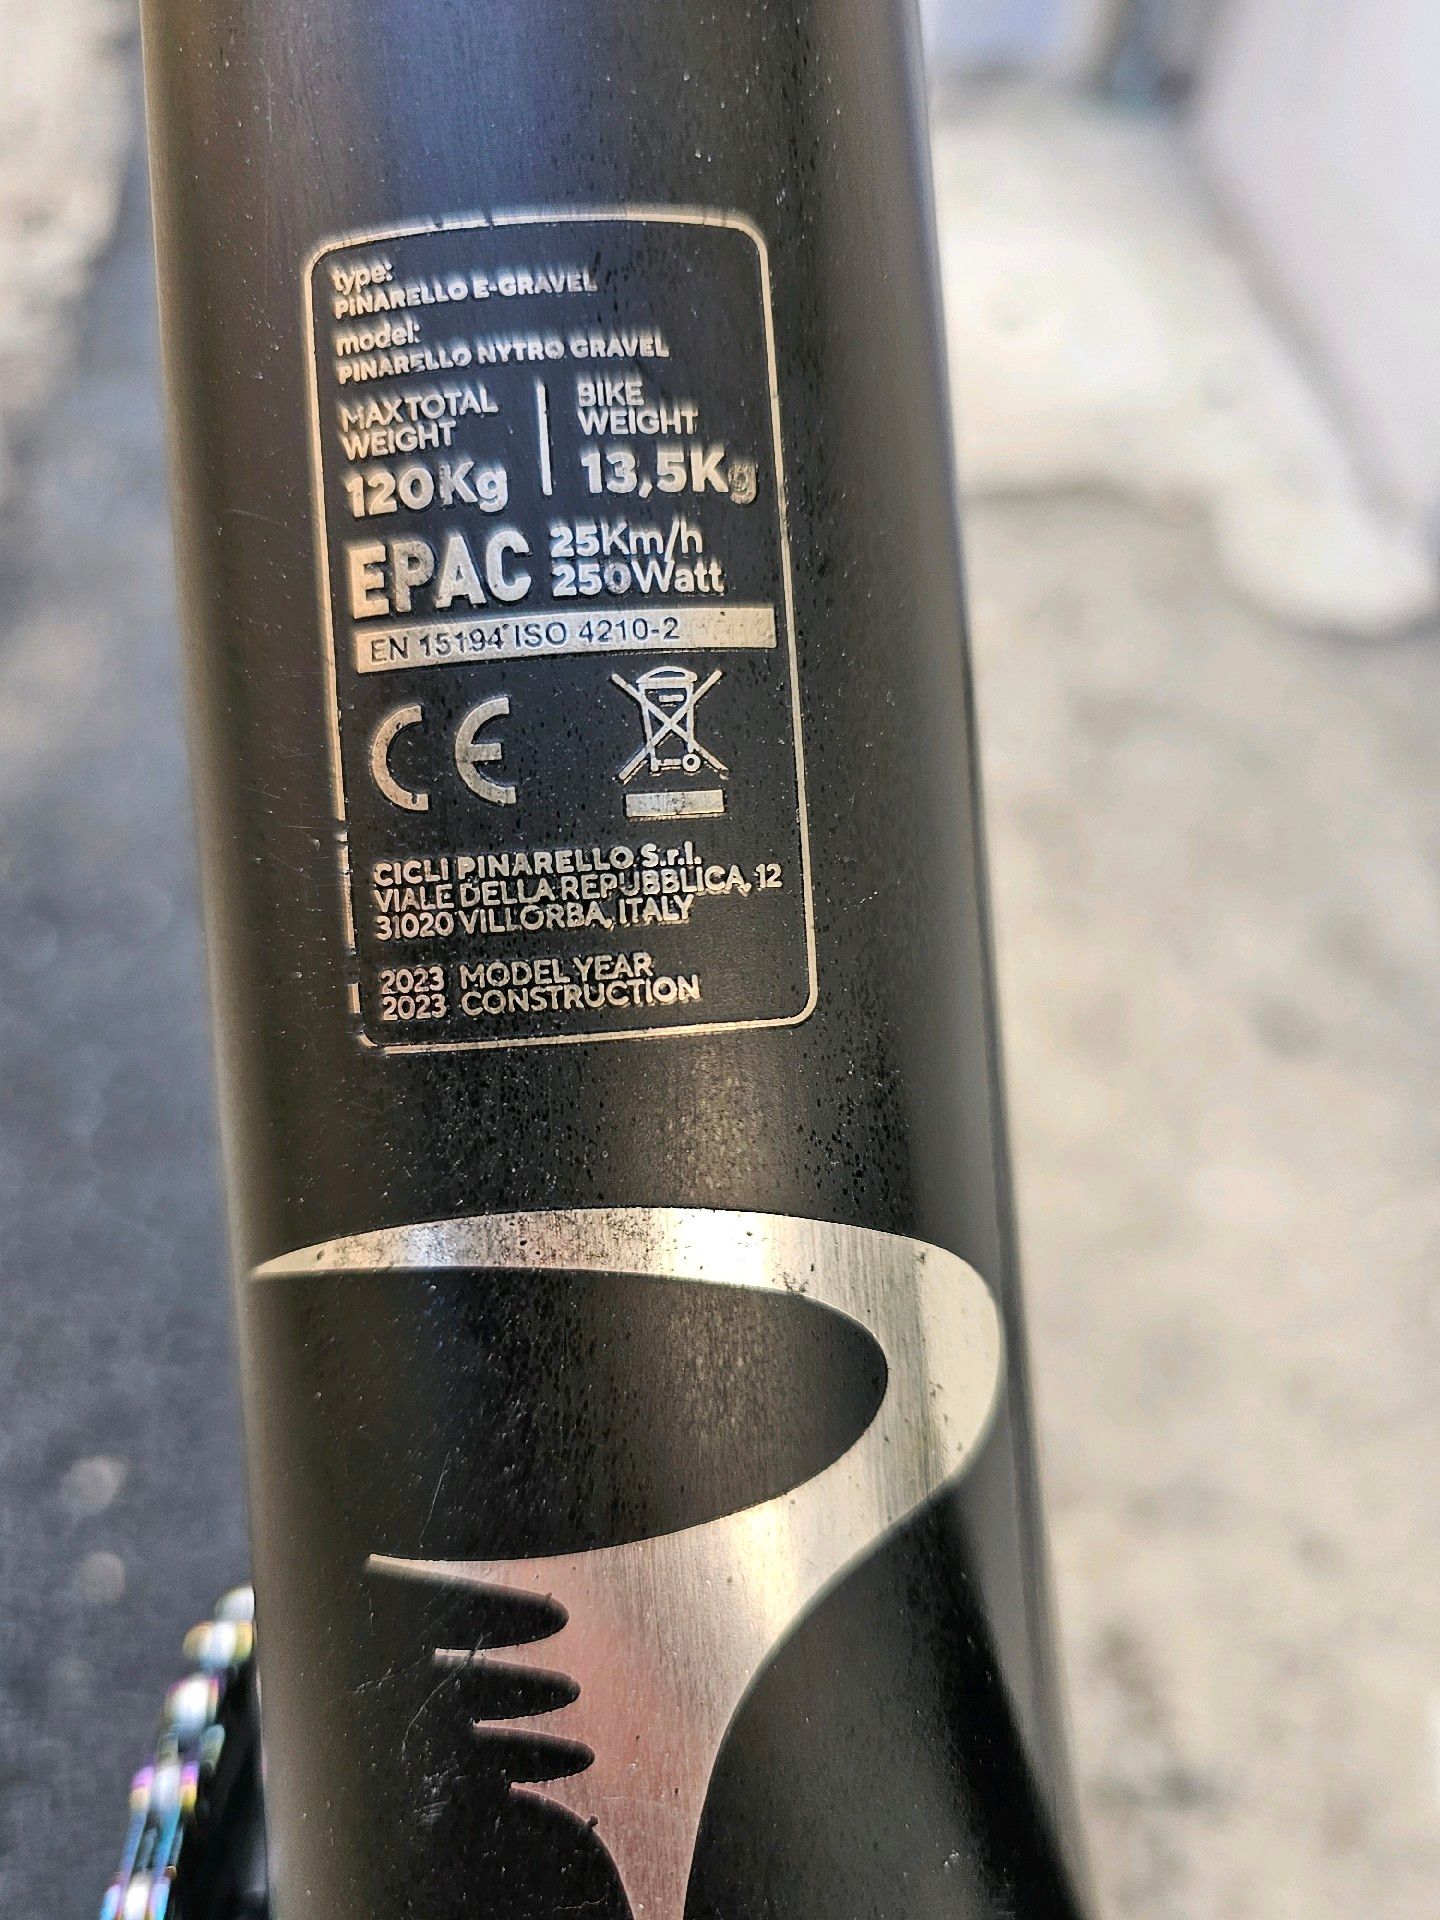 type:
PINARELLO E-GRAVEL
model:
PINARELLO NYTRO GRAVEL
MAX TOTAL
WEIGHT
120Kg
BIKE
WEIGHT
13,5Kg
EPAC
25Km/h
250Watt
EN 15194 ISO 4210-2
CE
CICLI PINARELLO S.r.l.
VIALE DELLA REPUBBLICA, 12
31020 VILLORBA, ITALY
2023 MODEL YEAR
2023 CONSTRUCTION